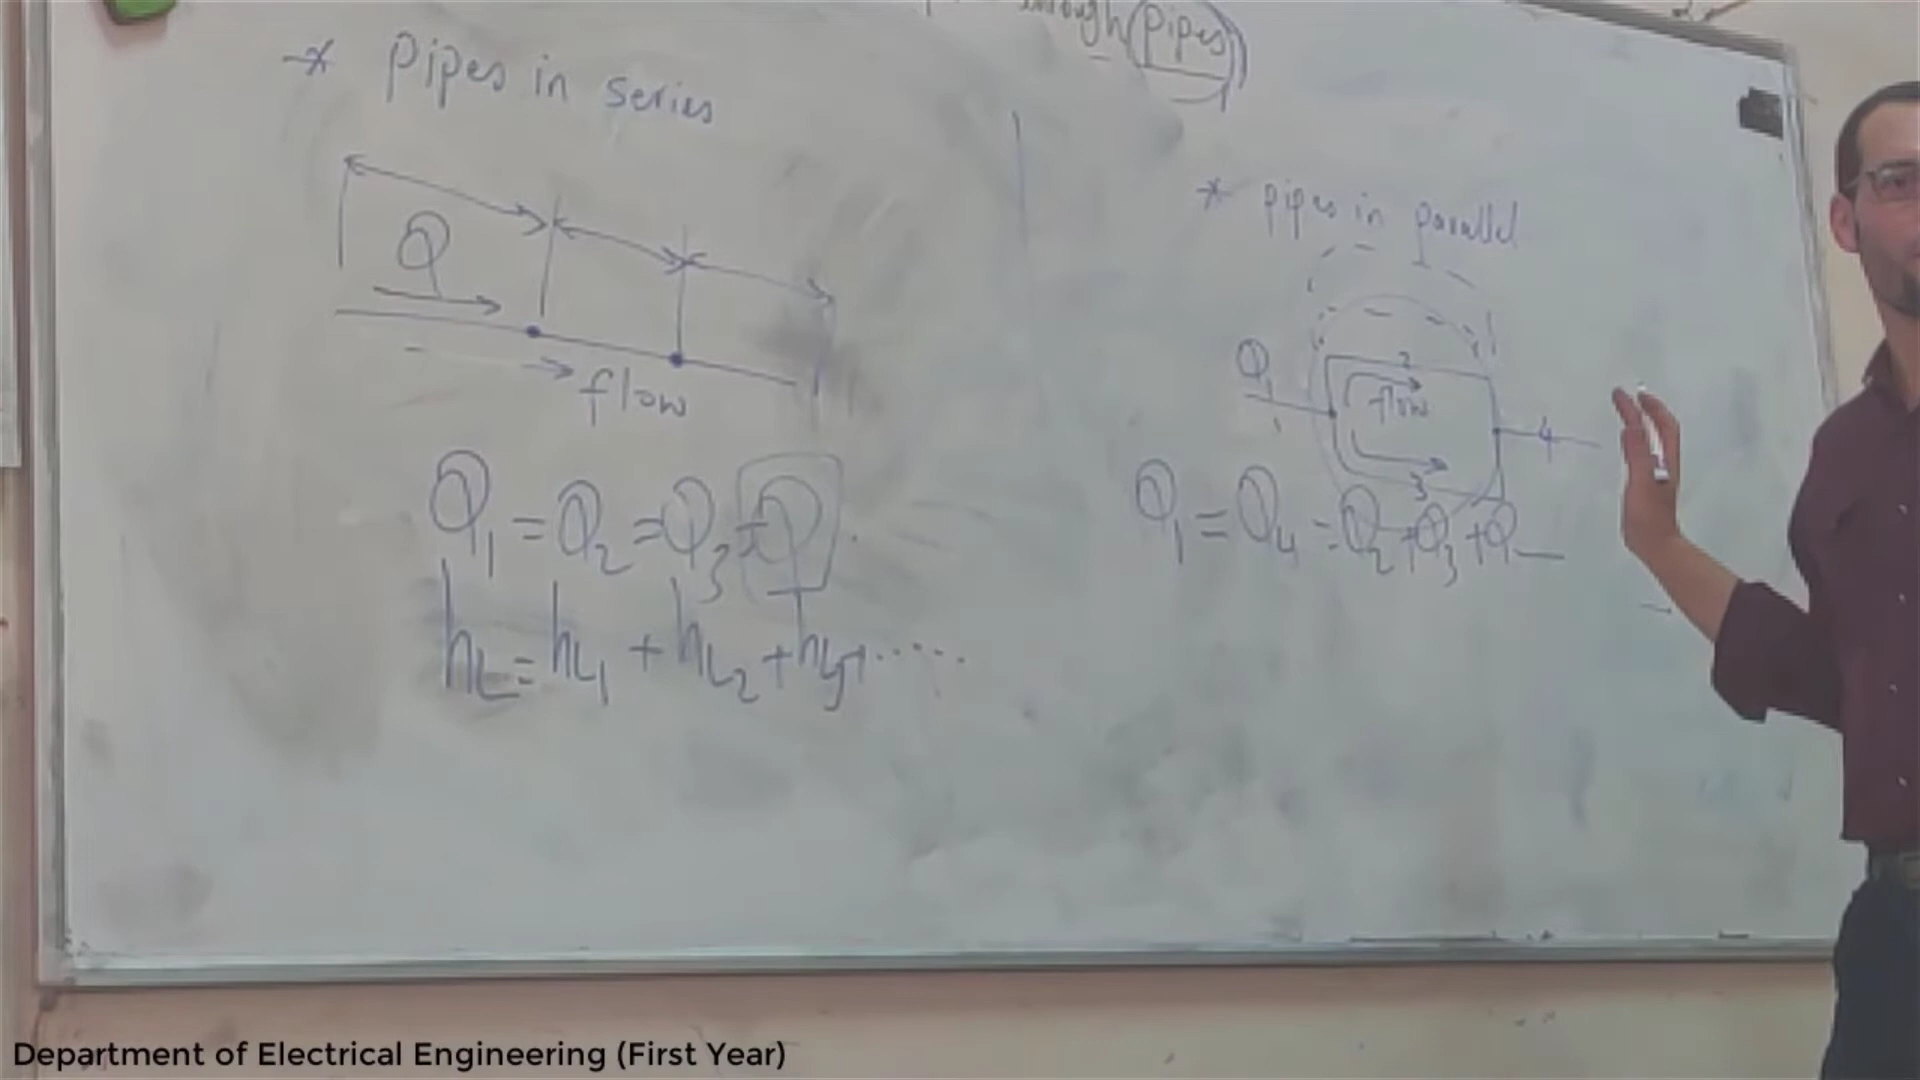 through pipes
* Pipes in series
Q
→ flow
Q1 = Q2 = Q3 = Q
hL = hL1 + hL2 + hL3 + .....
* pipes in parallel
Q1
2
flow
3
4
Q1 = Q4 = Q2 + Q3 + Q
Department of Electrical Engineering (First Year)